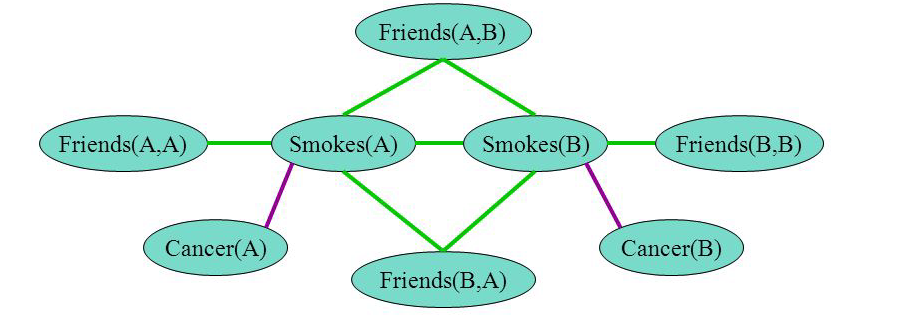 Friends(A,B)
Friends(A,A)
Smokes(A)
Smokes(B)
Friends(B,B)
Cancer(A)
Cancer(B)
Friends(B,A)